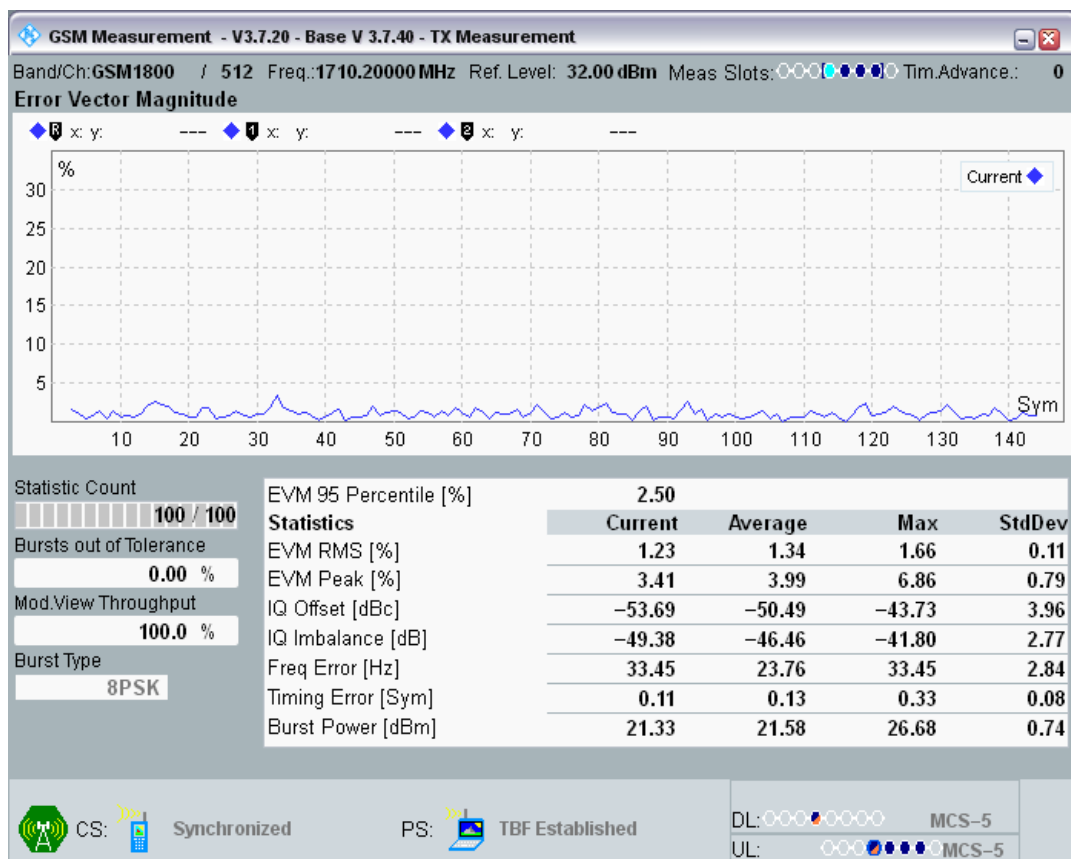 GSM Measurement - V3.7.20 - Base V 3.7.40 - TX Measurement
Band/Ch:GSM1800 / 512 Freq.:1710.20000 MHz Ref. Level: 32.00 dBm Meas Slots: Tim.Advance.: 0
Error Vector Magnitude
R x: y: --- 1 x: y: --- 2 x: y: ---
%
Current
30
25
20
15
10
5
Sym
10 20 30 40 50 60 70 80 90 100 110 120 130 140
Statistic Count
100 / 100
Bursts out of Tolerance
0.00 %
Mod.View Throughput
100.0 %
Burst Type
8PSK
EVM 95 Percentile [%] 2.50
Statistics Current Average Max StdDev
EVM RMS [%] 1.23 1.34 1.66 0.11
EVM Peak [%] 3.41 3.99 6.86 0.79
IQ Offset [dBc] −53.69 −50.49 −43.73 3.96
IQ Imbalance [dB] −49.38 −46.46 −41.80 2.77
Freq Error [Hz] 33.45 23.76 33.45 2.84
Timing Error [Sym] 0.11 0.13 0.33 0.08
Burst Power [dBm] 21.33 21.58 26.68 0.74
CS: Synchronized PS: TBF Established
DL: MCS−5
UL: MCS−5